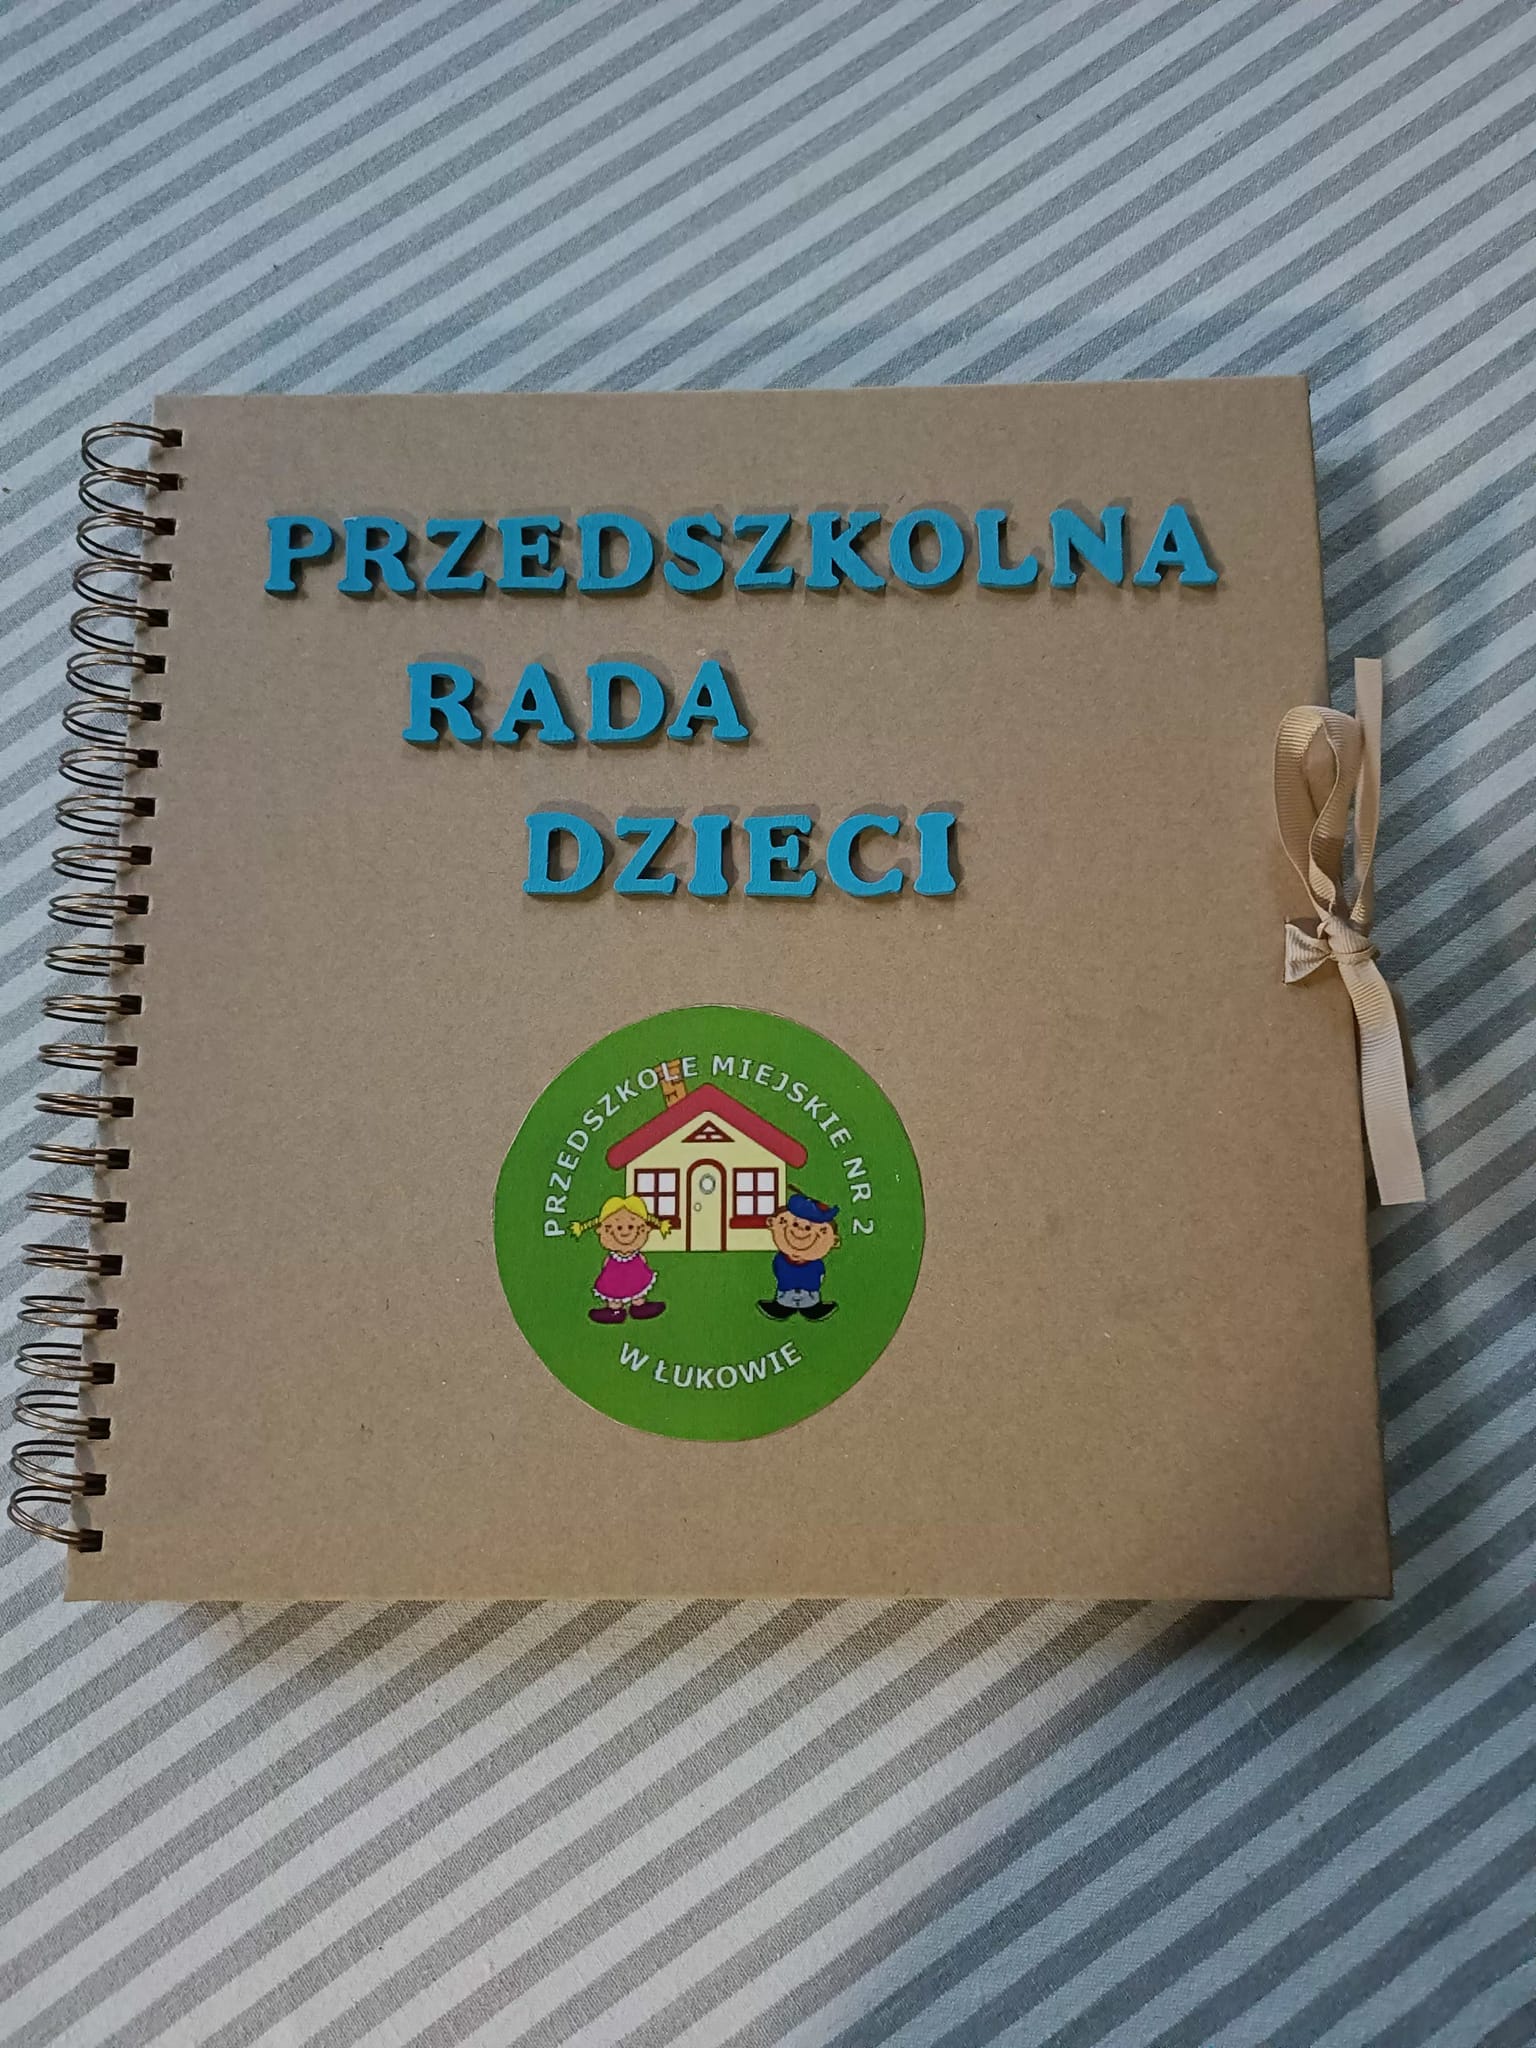 PRZEDSZKOLNA
RADA
DZIECI
PRZEDSZKOLE MIEJSKIE NR 2
W ŁUKOWIE